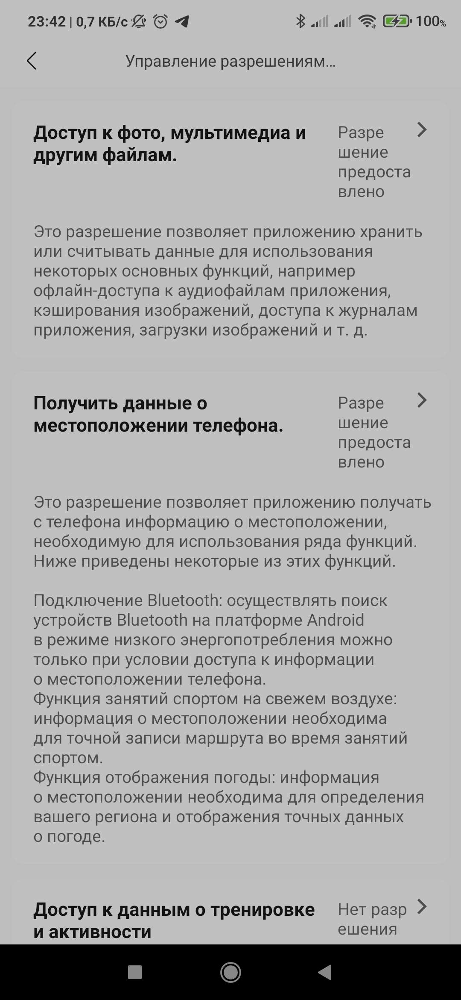 23:42 | 0,7 КБ/с 100%
Управление разрешениям...
Доступ к фото, мультимедиа и
другим файлам.
Разре
шение
предоста
влено
Это разрешение позволяет приложению хранить
или считывать данные для использования
некоторых основных функций, например
офлайн-доступа к аудиофайлам приложения,
кэширования изображений, доступа к журналам
приложения, загрузки изображений и т. д.
Получить данные о
местоположении телефона.
Разре
шение
предоста
влено
Это разрешение позволяет приложению получать
с телефона информацию о местоположении,
необходимую для использования ряда функций.
Ниже приведены некоторые из этих функций.
Подключение Bluetooth: осуществлять поиск
устройств Bluetooth на платформе Android
в режиме низкого энергопотребления можно
только при условии доступа к информации
о местоположении телефона.
Функция занятий спортом на свежем воздухе:
информация о местоположении необходима
для точной записи маршрута во время занятий
спортом.
Функция отображения погоды: информация
о местоположении необходима для определения
вашего региона и отображения точных данных
о погоде.
Доступ к данным о тренировке
и активности
Нет разр
ешения